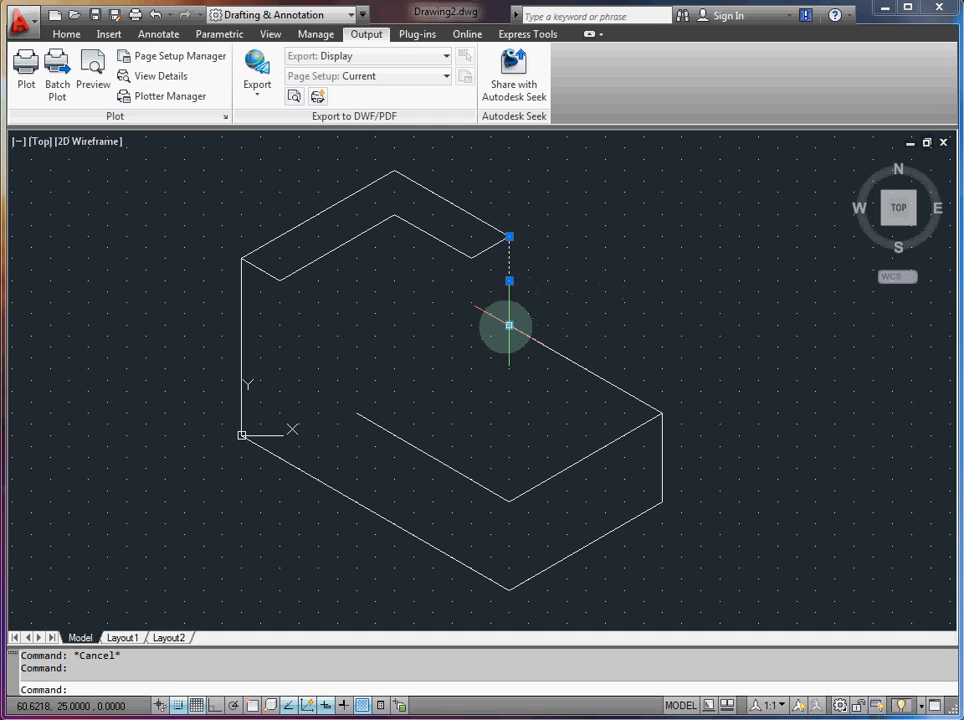 Drafting & Annotation
Drawing2.dwg
Type a keyword or phrase
Sign In
Home Insert Annotate Parametric View Manage Output Plug-ins Online Express Tools
Plot
Batch Plot
Preview
Page Setup Manager
View Details
Plotter Manager
Export
Export: Display
Page Setup: Current
Share with
Autodesk Seek
Plot
Export to DWF/PDF
Autodesk Seek
[−] [Top] [2D Wireframe]
N
W TOP E
S
WCS
Y
X
Model Layout1 Layout2
Command: *Cancel*
Command:
Command:
60.6218, 25.0000, 0.0000
MODEL
1:1